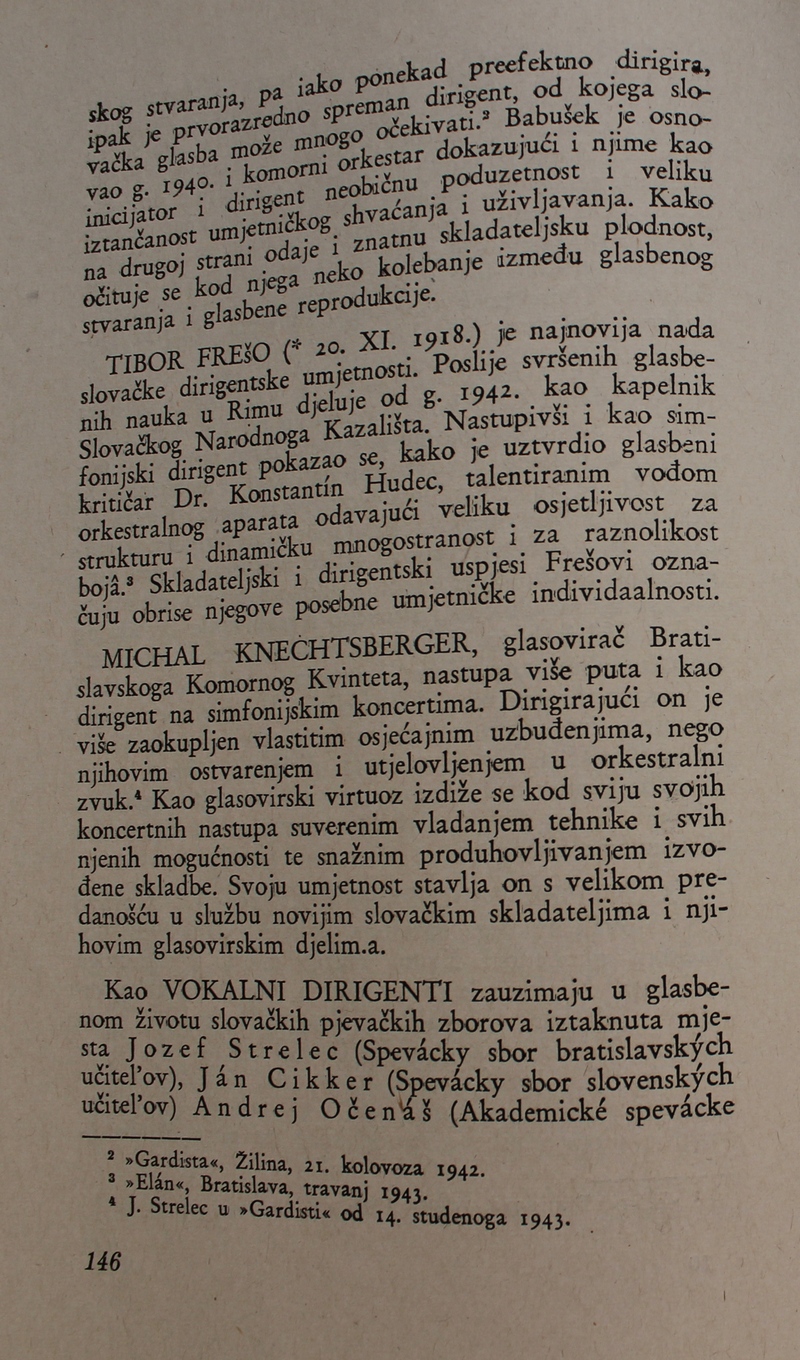 skog stvaranja, pa iako ponekad preefektno dirigira,
ipak je prvorazredno spreman dirigent, od kojega slo-
vačka glasba može mnogo očekivati.² Babušek je osno-
vao g. 1940. i komorni orkestar dokazujući i njime kao
inicijator i dirigent neobičnu poduzetnost i veliku
iztančanost umjetničkog shvaćanja i uživljavanja. Kako
na drugoj strani odaje i znatnu skladateljsku plodnost,
očituje se kod njega neko kolebanje između glasbenog
stvaranja i glasbene reprodukcije.
TIBOR FREŠO (* 20. XI. 1918.) je najnovija nada
slovačke dirigentske umjetnosti. Poslije svršenih glasbe-
nih nauka u Rimu djeluje od g. 1942. kao kapelnik
Slovačkog Narodnoga Kazališta. Nastupivši i kao sim-
fonijski dirigent pokazao se, kako je uztvrdio glasbeni
kritičar Dr. Konstantín Hudec, talentiranim vođom
orkestralnog aparata odavajući veliku osjetljivost za
strukturu i dinamičku mnogostranost i za raznolikost
bojâ.³ Skladateljski i dirigentski uspjesi Frešovi ozna-
čuju obrise njegove posebne umjetničke individaalnosti.
MICHAL KNECHTSBERGER, glasovirač Brati-
slavskoga Komornog Kvinteta, nastupa više puta i kao
dirigent na simfonijskim koncertima. Dirigirajući on je
više zaokupljen vlastitim osjećajnim uzbuđenjima, nego
njihovim ostvarenjem i utjelovljenjem u orkestralni
zvuk.⁴ Kao glasovirski virtuoz izdiže se kod sviju svojih
koncertnih nastupa suverenim vladanjem tehnike i svih
njenih mogućnosti te snažnim produhovljivanjem izvo-
đene skladbe. Svoju umjetnost stavlja on s velikom pre-
danošću u službu novijim slovačkim skladateljima i nji-
hovim glasovirskim djelim.a.
Kao VOKALNI DIRIGENTI zauzimaju u glasbe-
nom životu slovačkih pjevačkih zborova iztaknuta mje-
sta Jozef Strelec (Spevácky sbor bratislavských
učiteľov), Ján Cikker (Spevácky sbor slovenských
učiteľov) Andrej Očenáš (Akademické spevácke
² »Gardista«, Žilina, 21. kolovoza 1942.
³ »Elán«, Bratislava, travanj 1943.
⁴ J. Strelec u »Gardisti« od 14. studenoga 1943.
146